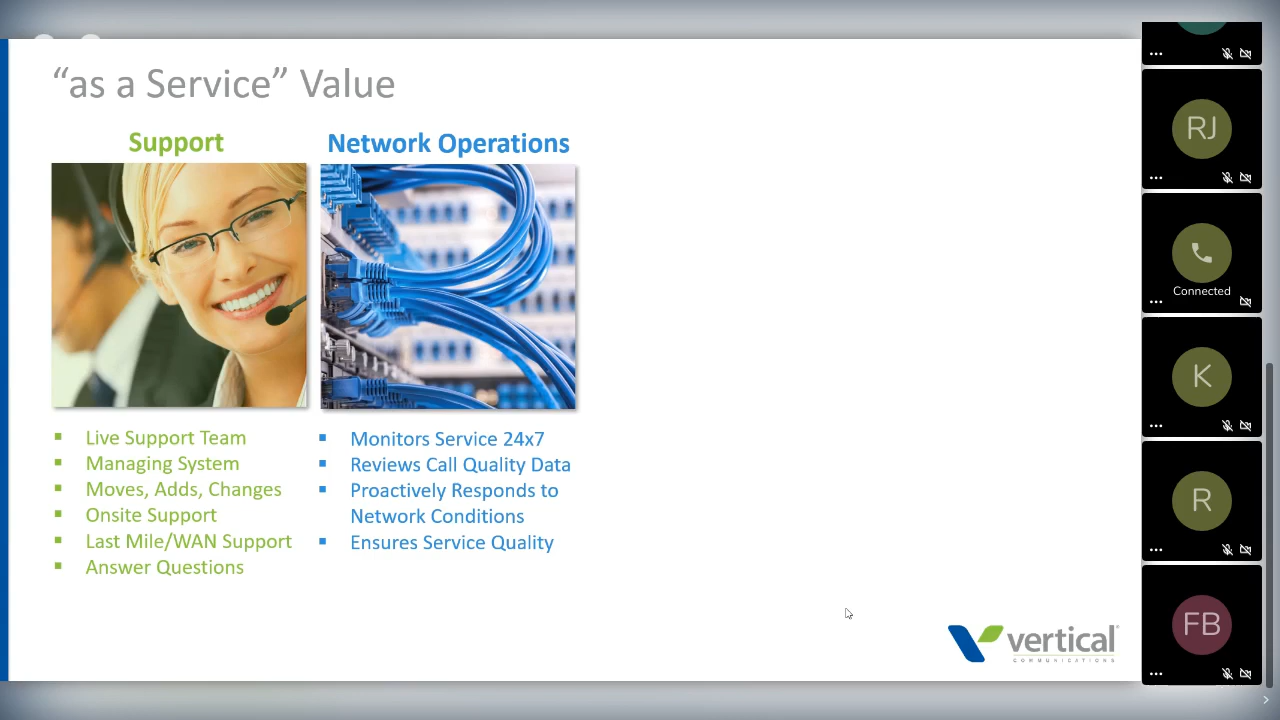 “as a Service” Value
Support
Network Operations
Live Support Team
Managing System
Moves, Adds, Changes
Onsite Support
Last Mile/WAN Support
Answer Questions
Monitors Service 24x7
Reviews Call Quality Data
Proactively Responds to
Network Conditions
Ensures Service Quality
vertical
COMMUNICATIONS
RJ
Connected
K
R
FB